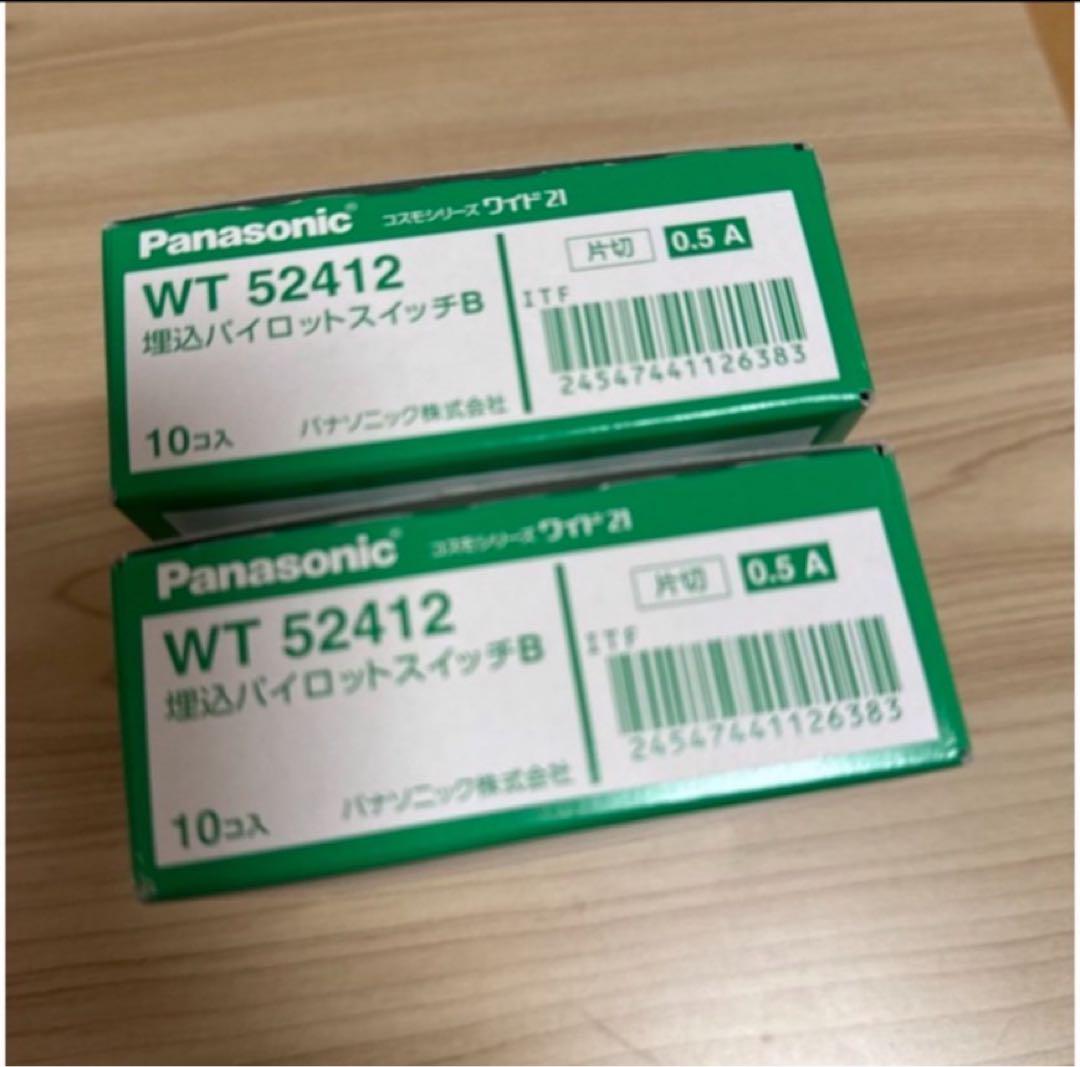 Panasonic® コスモシリーズ ワイド21
WT 52412
埋込パイロットスイッチB
10コ入
パナソニック株式会社
片切 0.5 A
ITF
24547441126383
Panasonic® コスモシリーズ ワイド21
WT 52412
埋込パイロットスイッチB
10コ入
パナソニック株式会社
片切 0.5 A
ITF
24547441126383